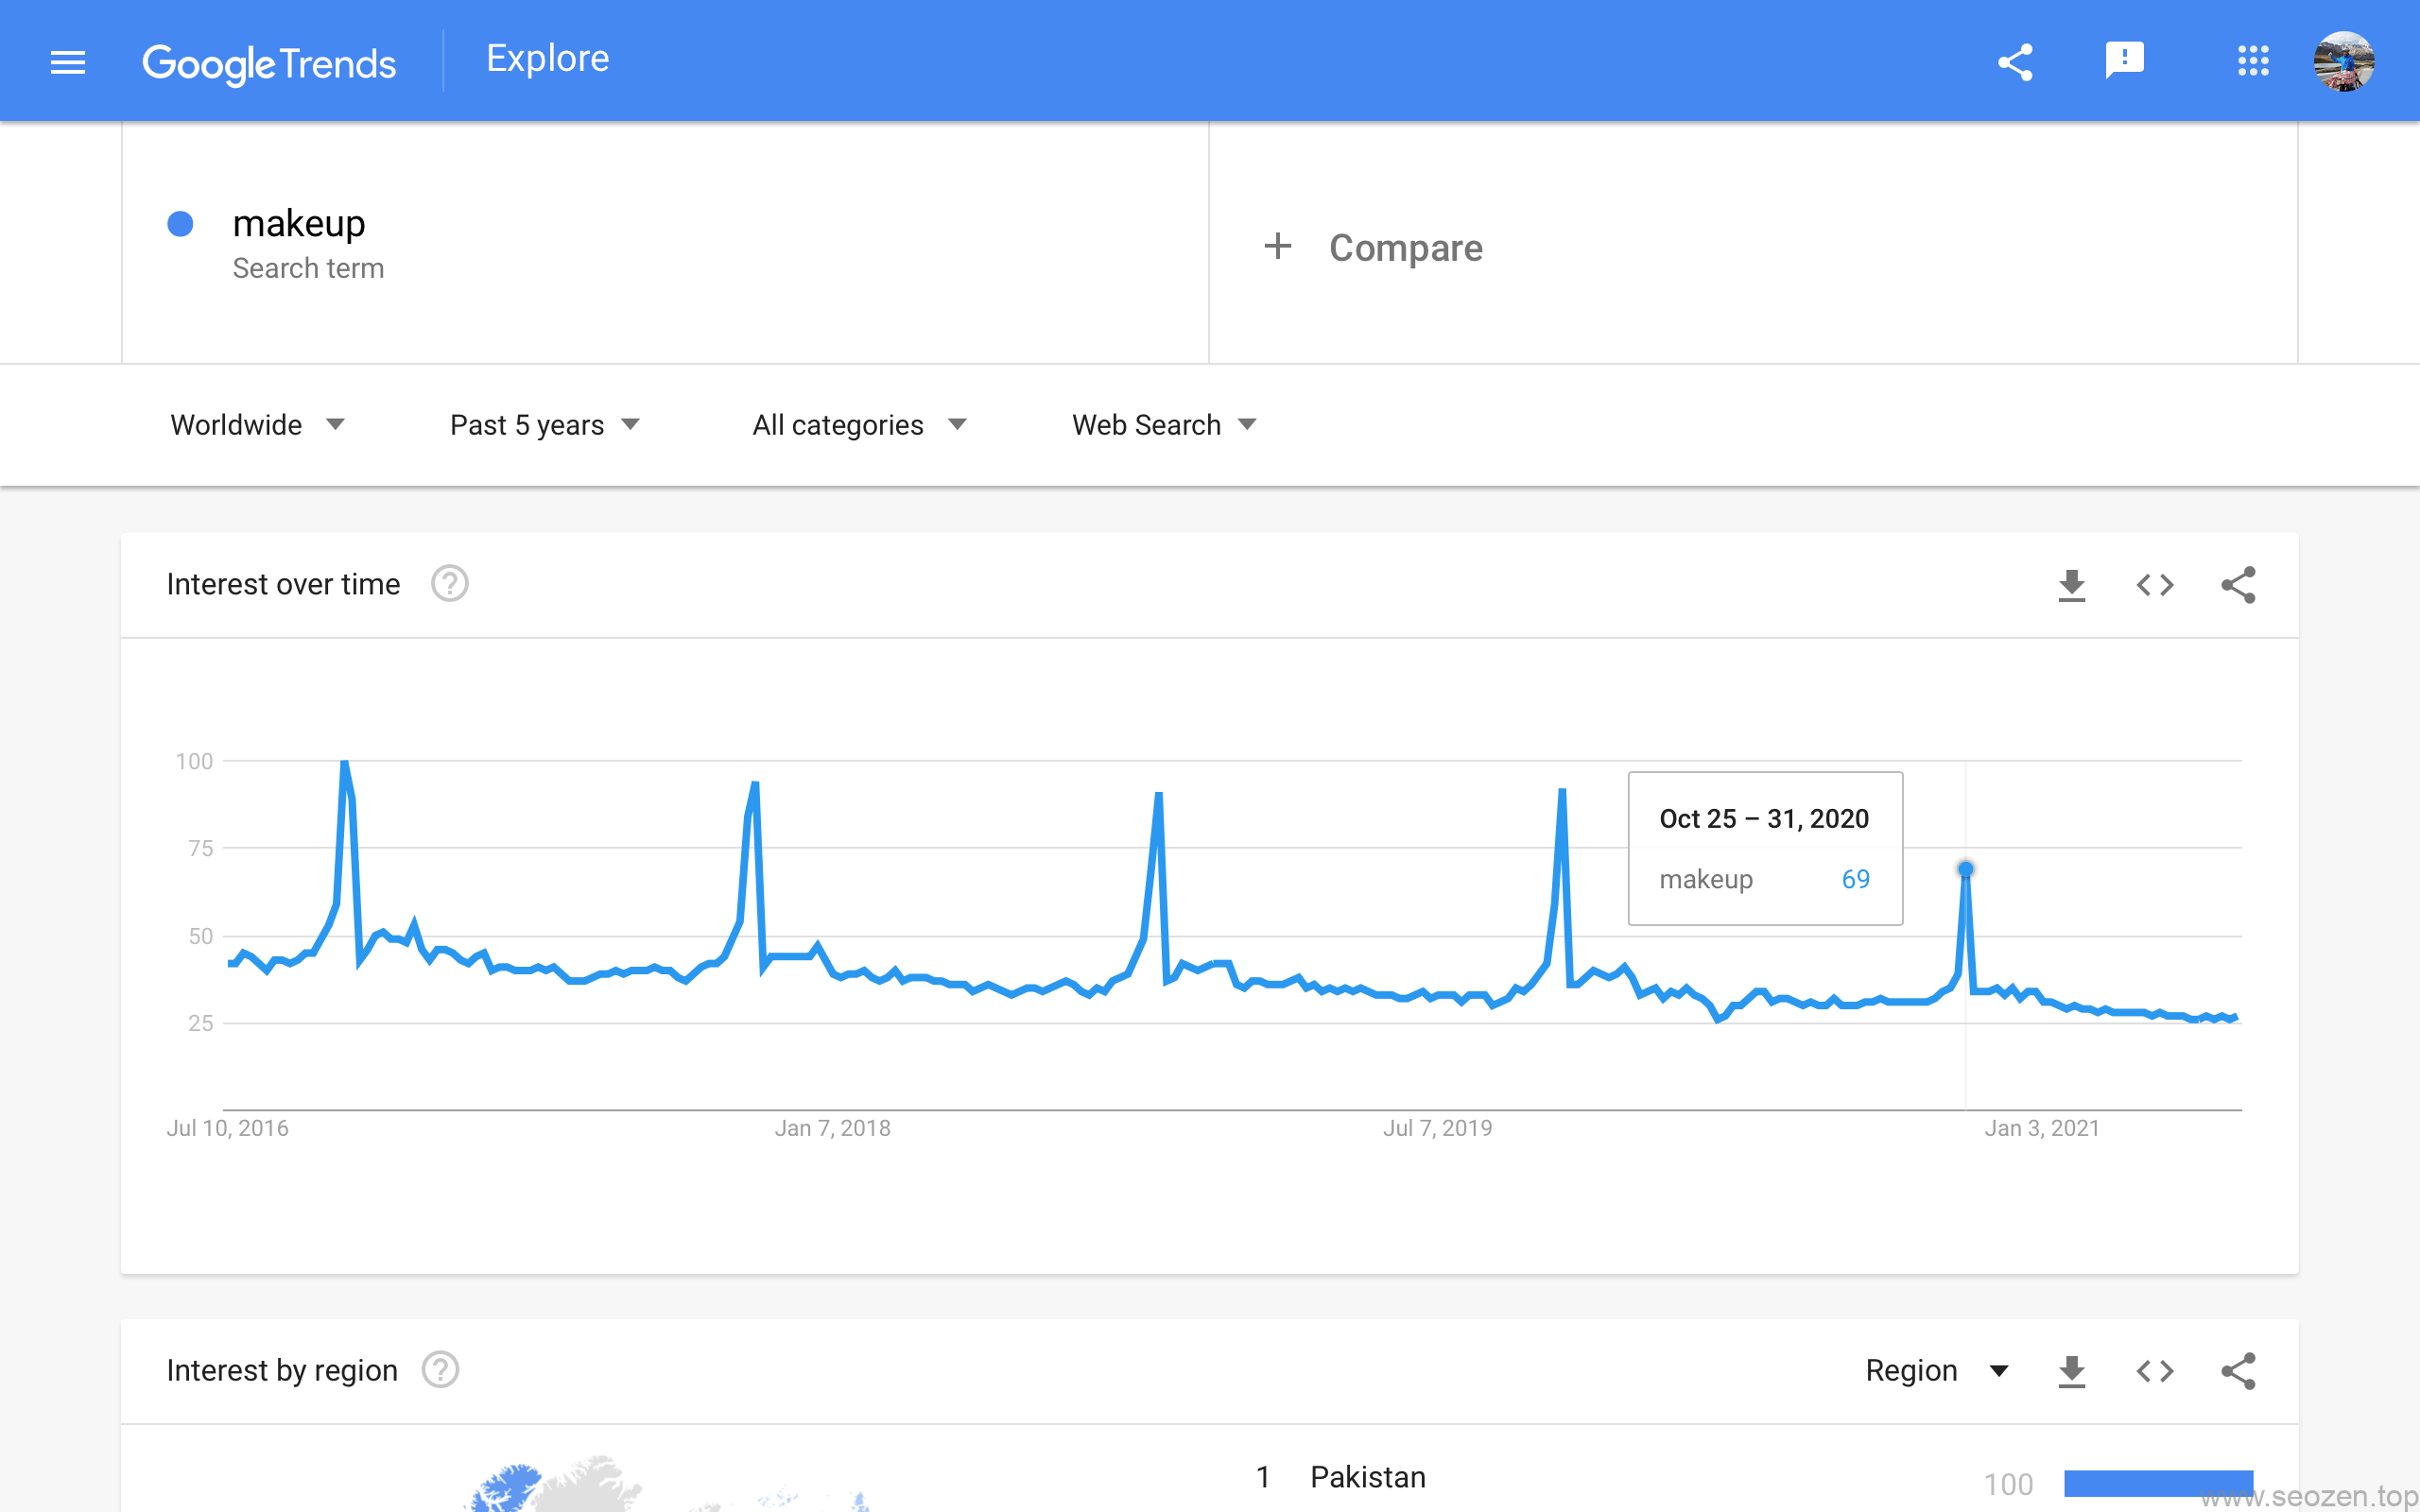 Google Trends
Explore
makeup
Search term
+ Compare
Worldwide
Past 5 years
All categories
Web Search
Interest over time
?
100
75
50
25
Oct 25 – 31, 2020
makeup 69
Jul 10, 2016
Jan 7, 2018
Jul 7, 2019
Jan 3, 2021
Interest by region
?
Region
1 Pakistan 100
www.seozen.top